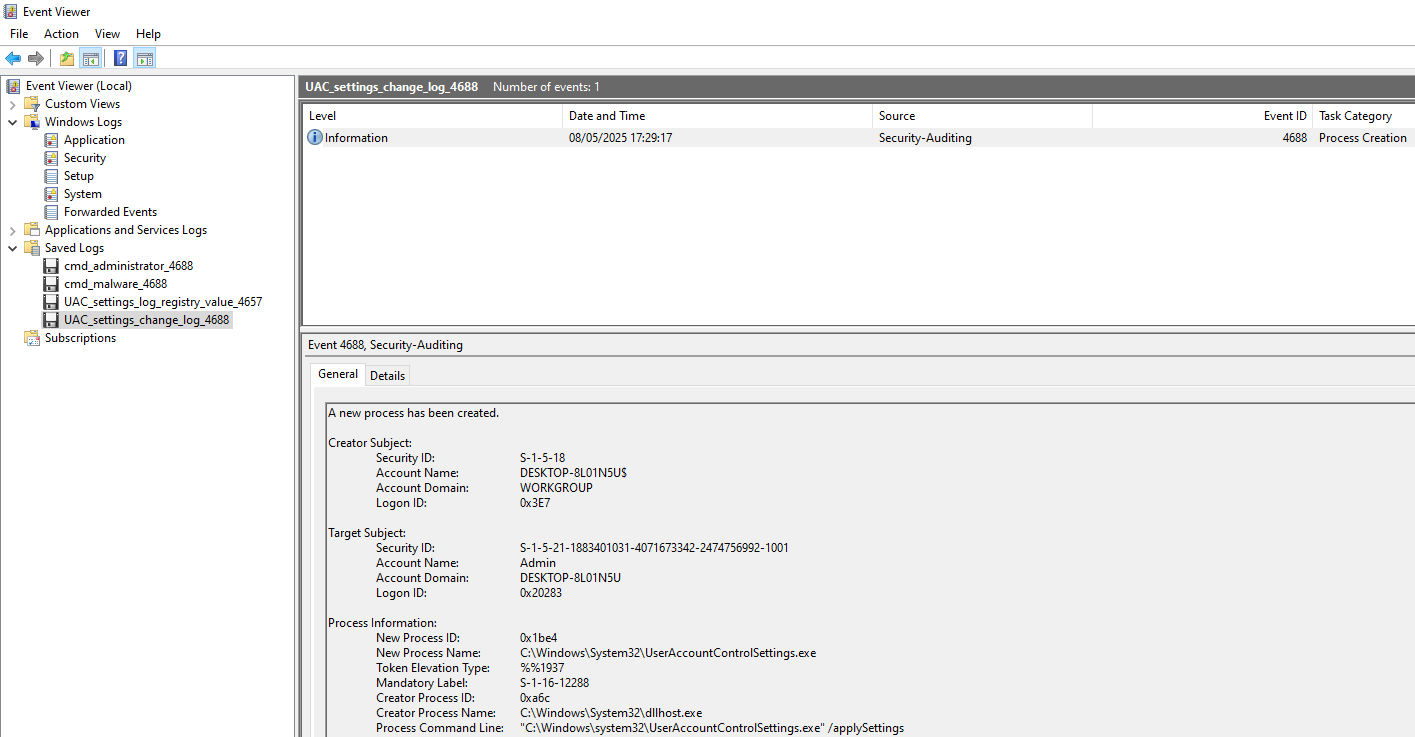 Event Viewer
File Action View Help
Event Viewer (Local)
Custom Views
Windows Logs
Application
Security
Setup
System
Forwarded Events
Applications and Services Logs
Saved Logs
cmd_administrator_4688
cmd_malware_4688
UAC_settings_log_registry_value_4657
UAC_settings_change_log_4688
Subscriptions
UAC_settings_change_log_4688 Number of events: 1
Level Date and Time Source Event ID Task Category
Information 08/05/2025 17:29:17 Security-Auditing 4688 Process Creation
Event 4688, Security-Auditing
General Details
A new process has been created.
Creator Subject:
Security ID: S-1-5-18
Account Name: DESKTOP-8L01N5U$
Account Domain: WORKGROUP
Logon ID: 0x3E7
Target Subject:
Security ID: S-1-5-21-1883401031-4071673342-2474756992-1001
Account Name: Admin
Account Domain: DESKTOP-8L01N5U
Logon ID: 0x20283
Process Information:
New Process ID: 0x1be4
New Process Name: C:\Windows\System32\UserAccountControlSettings.exe
Token Elevation Type: %%1937
Mandatory Label: S-1-16-12288
Creator Process ID: 0xa6c
Creator Process Name: C:\Windows\System32\dllhost.exe
Process Command Line: "C:\Windows\system32\UserAccountControlSettings.exe" /applySettings